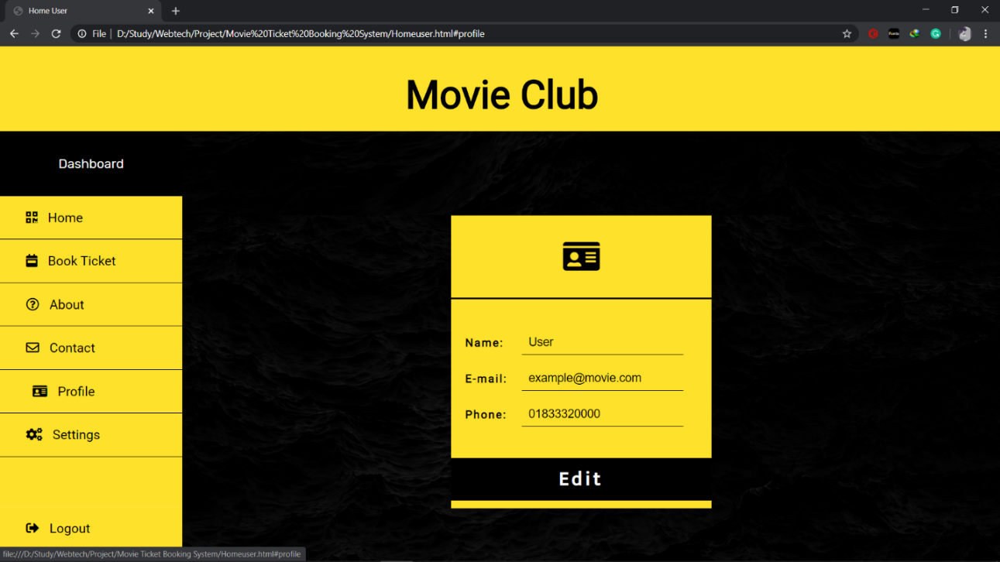 Home User
File | D:/Study/Webtech/Project/Movie%20Ticket%20Booking%20System/Homeuser.html#profile
Movie Club
Dashboard
Home
Book Ticket
About
Contact
Profile
Settings
Logout
Name: User
E-mail: example@movie.com
Phone: 01833320000
Edit
file:///D:/Study/Webtech/Project/Movie Ticket Booking System/Homeuser.html#profile